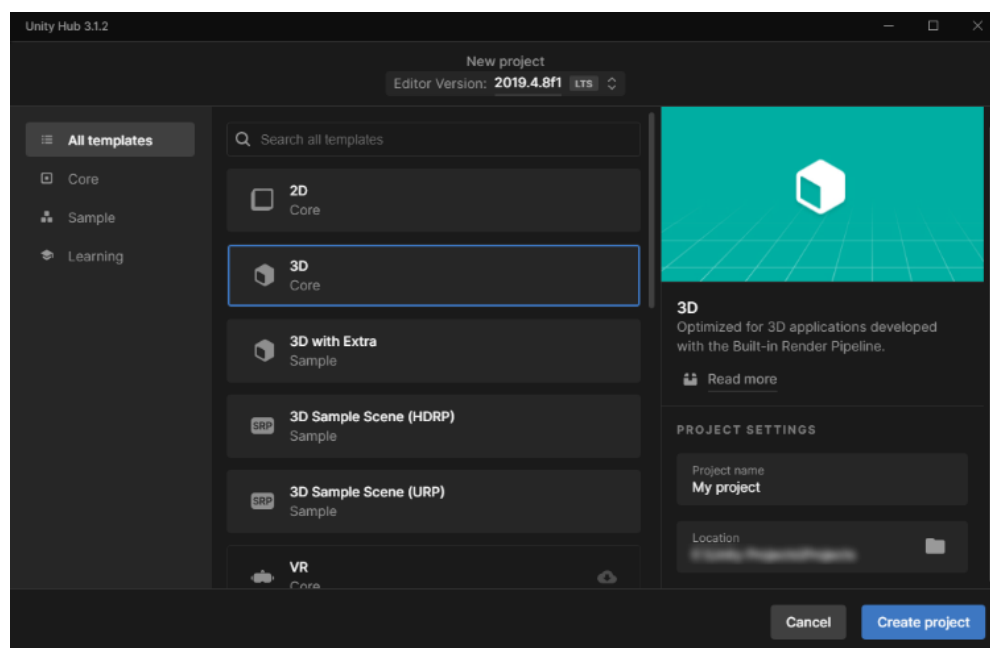 Unity Hub 3.1.2
New project
Editor Version: 2019.4.8f1 LTS
All templates
Core
Sample
Learning
Search all templates
2D
Core
3D
Core
3D with Extra
Sample
SRP
3D Sample Scene (HDRP)
Sample
SRP
3D Sample Scene (URP)
Sample
VR
Core
3D
Optimized for 3D applications developed
with the Built-in Render Pipeline.
Read more
PROJECT SETTINGS
Project name
My project
Location
Cancel
Create project